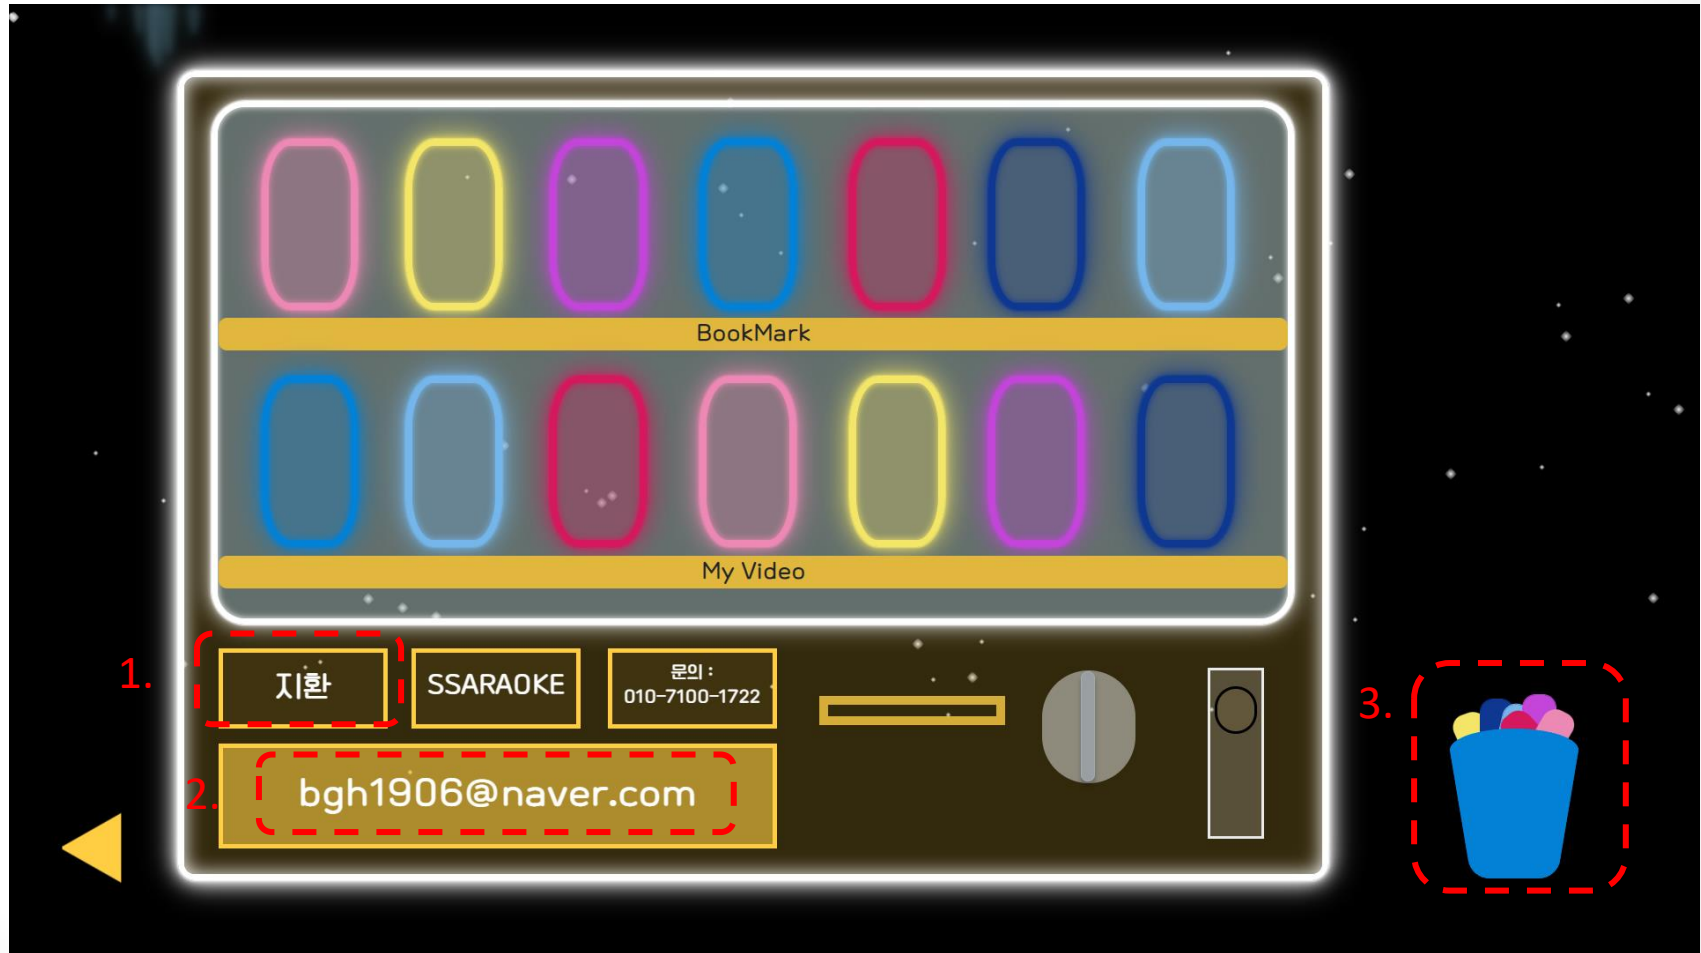 BookMark
My Video
1.
지환
SSARAOKE
문의 :
010-7100-1722
2.
bgh1906@naver.com
3.